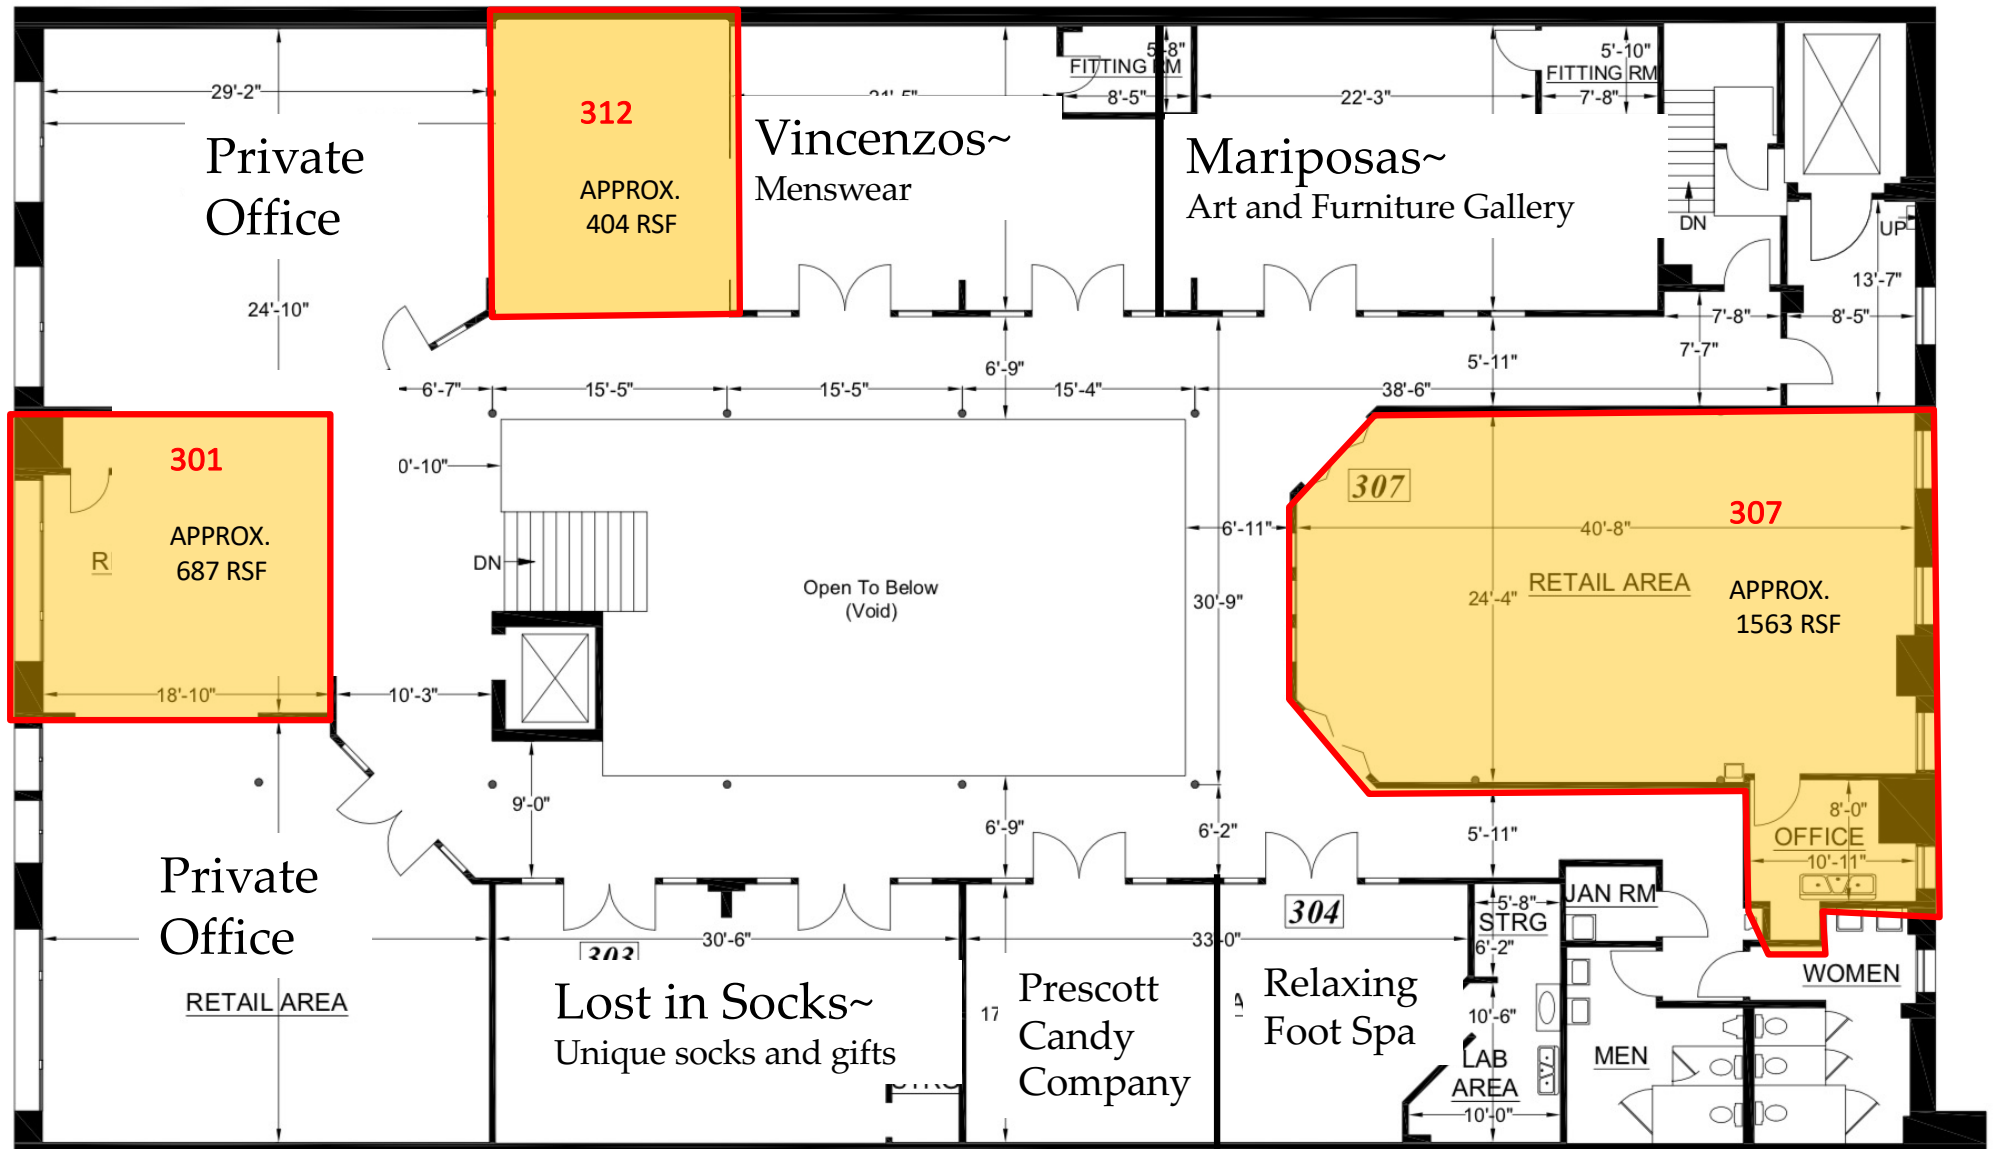 29'-2"
312
APPROX.
404 RSF
Private
Office
24'-10"
Vincenzos~
Menswear
5'-8"
FITTING RM
8'-5"
Mariposas~
Art and Furniture Gallery
22'-3"
5'-10"
FITTING RM
7'-8"
DN
UP
13'-7"
7'-8"
8'-5"
7'-7"
6'-9"
5'-11"
6'-7"
15'-5"
15'-5"
15'-4"
38'-6"
301
APPROX.
687 RSF
R
18'-10"
0'-10"
DN
10'-3"
Open To Below
(Void)
6'-11"
30'-9"
307
307
40'-8"
24'-4"
RETAIL AREA
APPROX.
1563 RSF
8'-0"
OFFICE
10'-11"
9'-0"
6'-9"
6'-2"
5'-11"
Private
Office
RETAIL AREA
303
30'-6"
Lost in Socks~
Unique socks and gifts
STRG
33'-0"
17
Prescott
Candy
Company
304
A
Relaxing
Foot Spa
5'-8"
STRG
6'-2"
10'-6"
LAB
AREA
10'-0"
JAN RM
MEN
WOMEN